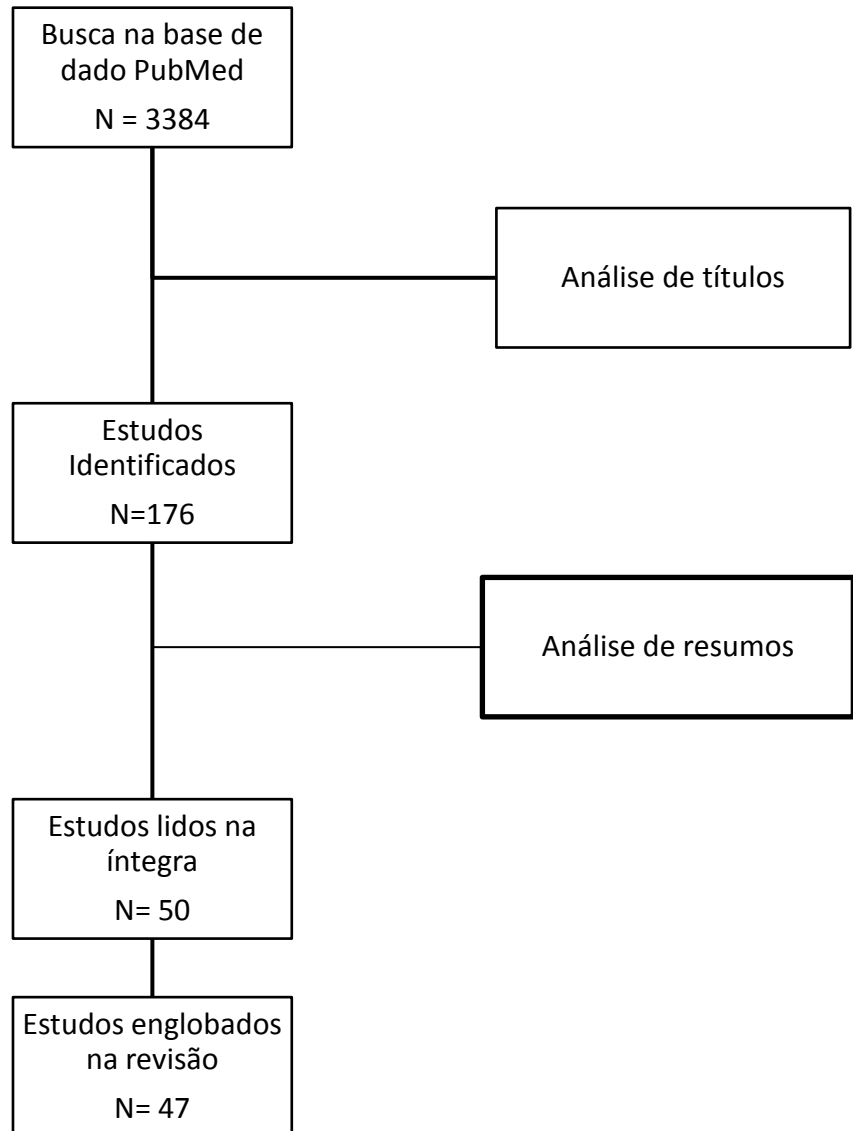 Busca na base de
dado PubMed
N = 3384
Análise de títulos
Estudos
Identificados
N=176
Análise de resumos
Estudos lidos na
íntegra
N= 50
Estudos englobados
na revisão
N= 47